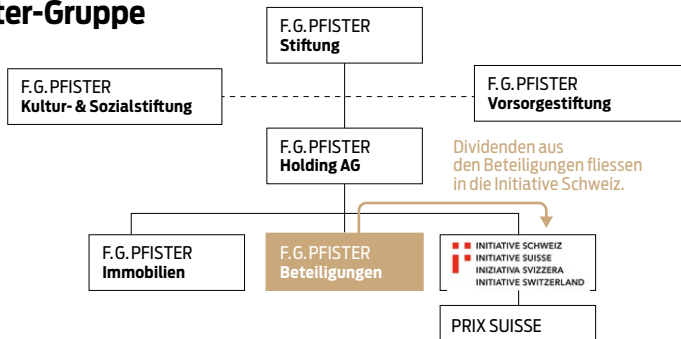 ter-Gruppe
F.G. PFISTER
Stiftung
F.G. PFISTER
Kultur- & Sozialstiftung
F.G. PFISTER
Vorsorgestiftung
F.G. PFISTER
Holding AG
Dividenden aus
den Beteiligungen fliessen
in die Initiative Schweiz.
F.G. PFISTER
Immobilien
F.G. PFISTER
Beteiligungen
INITIATIVE SCHWEIZ
INITIATIVE SUISSE
INIZIATIVA SVIZZERA
INITIATIVE SWITZERLAND
PRIX SUISSE